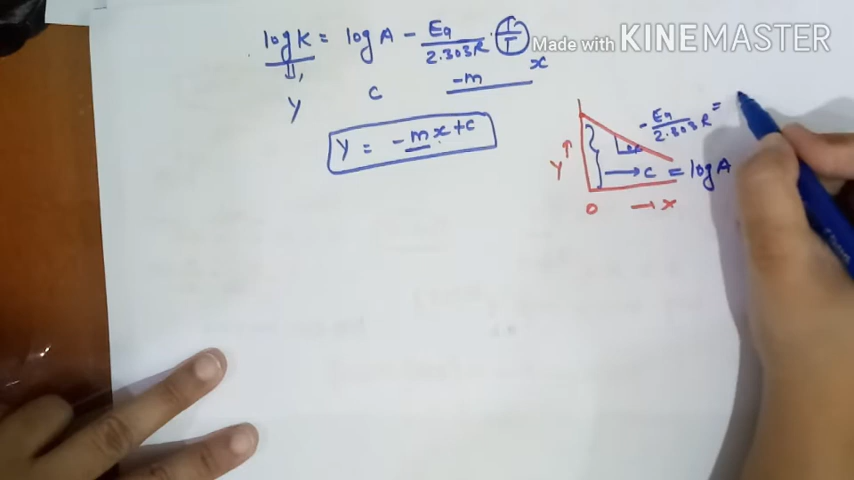 log K = log A - Ea/2.303R · 1/T
Made with KINEMASTER
y c -m x
y = -mx+c
-Ea/2.303R =
y ↑ → c = log A
0 → x